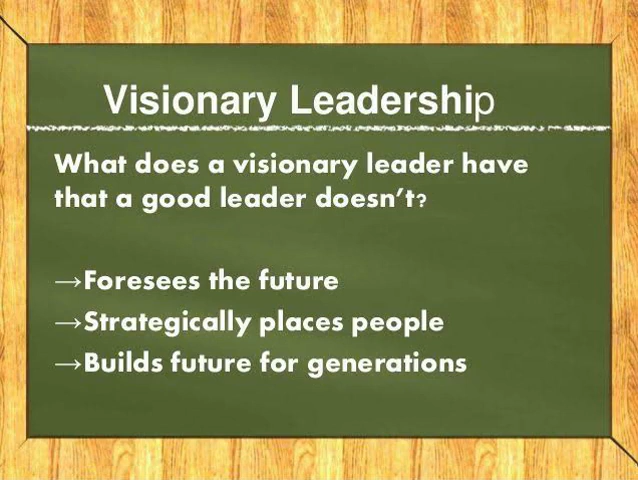 Visionary Leadership
What does a visionary leader have
that a good leader doesn't?
→Foresees the future
→Strategically places people
→Builds future for generations